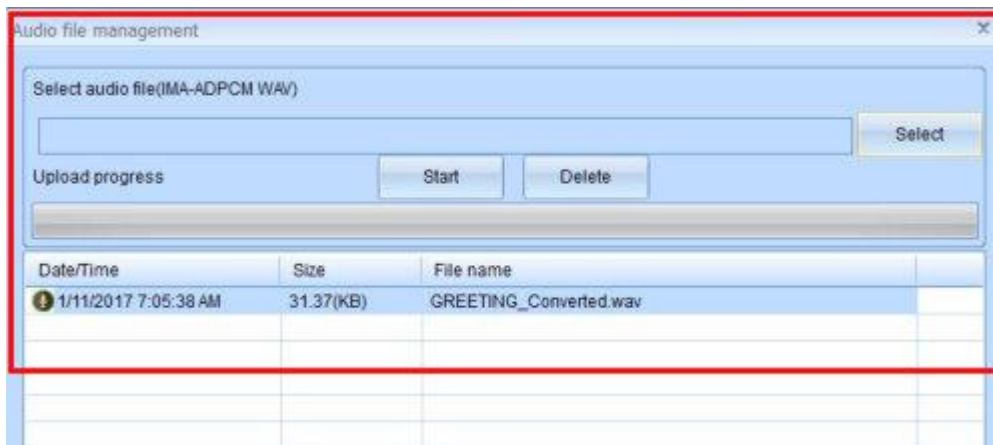 Audio file management
Select audio file(IMA-ADPCM WAV)
Select
Upload progress Start Delete
Date/Time Size File name
1/11/2017 7:05:38 AM 31.37(KB) GREETING_Converted.wav